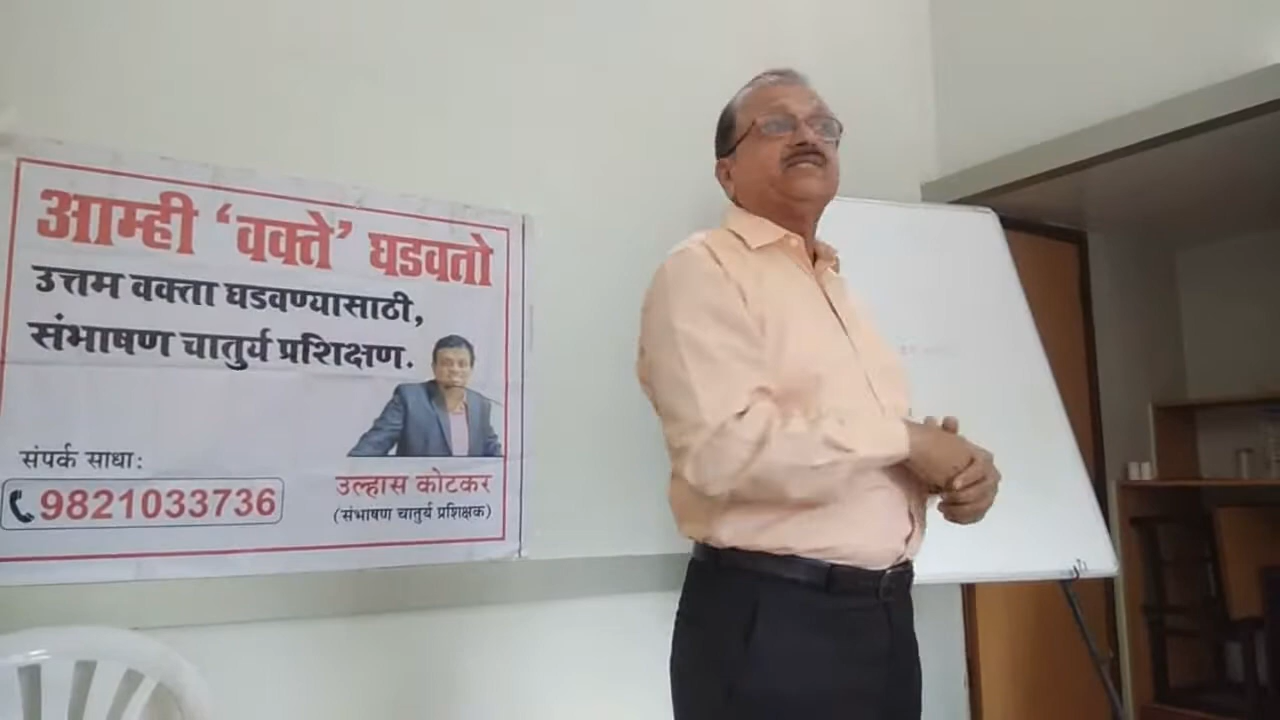 आम्ही ‘वक्ते’ घडवतो
उत्तम वक्ता घडवण्यासाठी,
संभाषण चातुर्य प्रशिक्षण.
संपर्क साधा:
9821033736
उल्हास कोटकर
(संभाषण चातुर्य प्रशिक्षक)